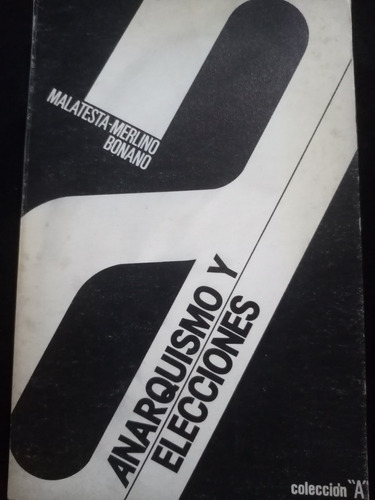 MALATESTA-MERLINO
BONANO
ANARQUISMO Y
ELECCIONES
colección "A"